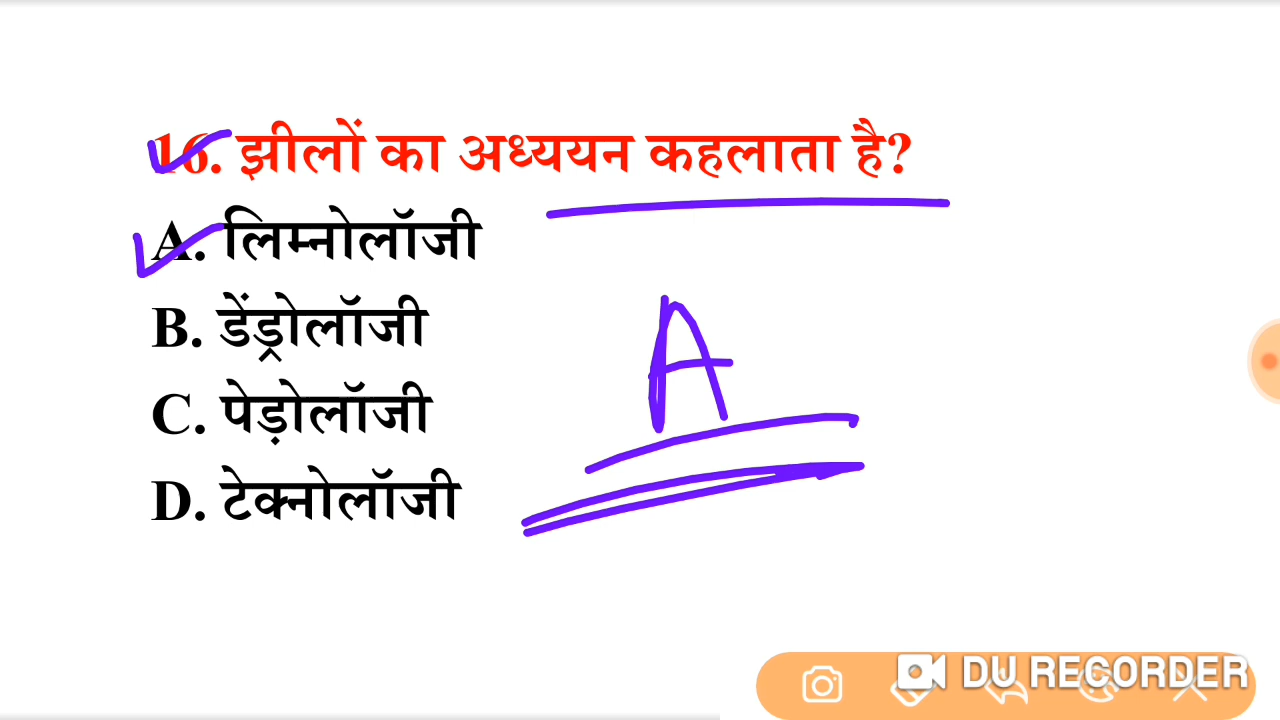 16. झीलों का अध्ययन कहलाता है?
A. लिम्नोलॉजी
A
B. डेंड्रोलॉजी
C. पेड़ोलॉजी
D. टेक्नोलॉजी
DU RECORDER